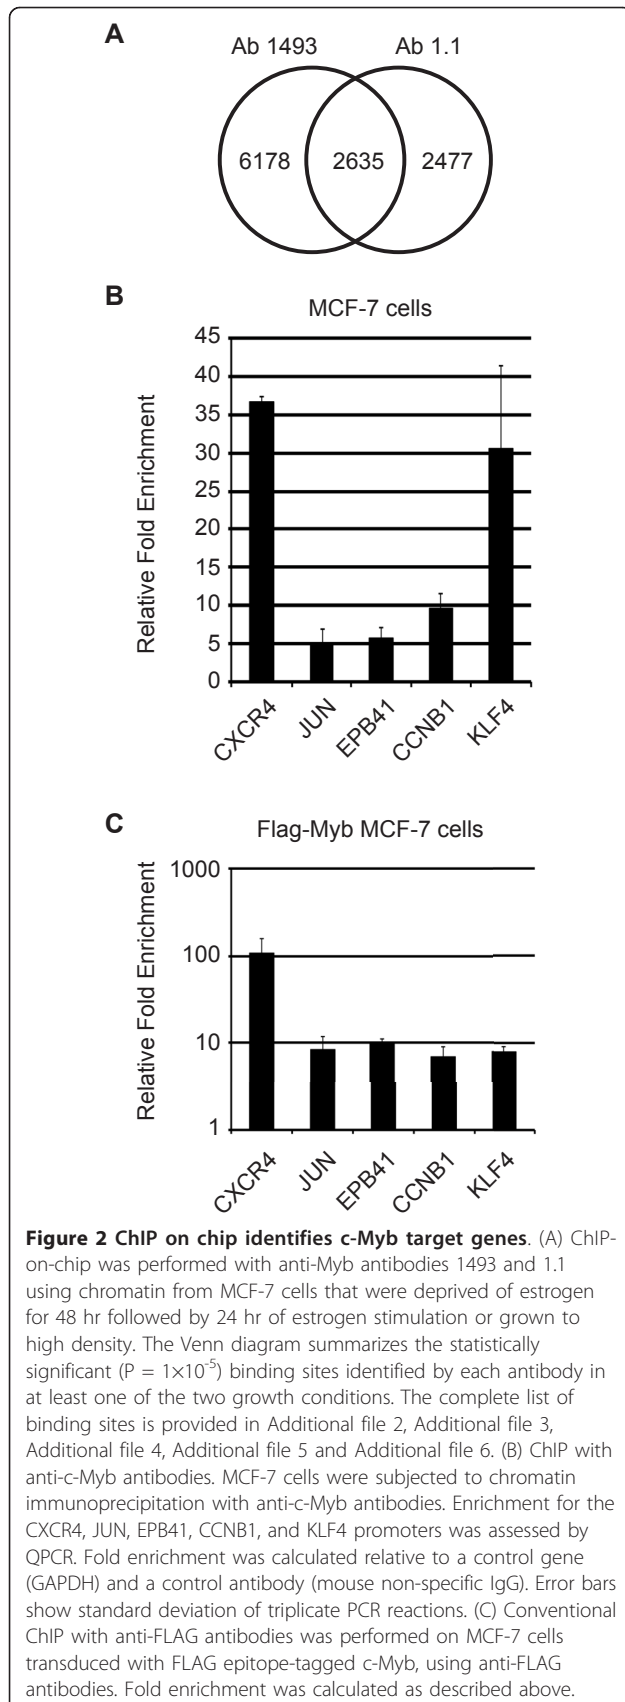 A
Ab 1493 Ab 1.1
6178 2635 2477
B
MCF-7 cells
Relative Fold Enrichment
45
40
35
30
25
20
15
10
5
0
CXCR4 JUN EPB41 CCNB1 KLF4
C
Flag-Myb MCF-7 cells
Relative Fold Enrichment
1000
100
10
1
CXCR4 JUN EPB41 CCNB1 KLF4
Figure 2 ChIP on chip identifies c-Myb target genes. (A) ChIP-
on-chip was performed with anti-Myb antibodies 1493 and 1.1
using chromatin from MCF-7 cells that were deprived of estrogen
for 48 hr followed by 24 hr of estrogen stimulation or grown to
high density. The Venn diagram summarizes the statistically
significant (P = 1×10⁻⁵) binding sites identified by each antibody in
at least one of the two growth conditions. The complete list of
binding sites is provided in Additional file 2, Additional file 3,
Additional file 4, Additional file 5 and Additional file 6. (B) ChIP with
anti-c-Myb antibodies. MCF-7 cells were subjected to chromatin
immunoprecipitation with anti-c-Myb antibodies. Enrichment for the
CXCR4, JUN, EPB41, CCNB1, and KLF4 promoters was assessed by
QPCR. Fold enrichment was calculated relative to a control gene
(GAPDH) and a control antibody (mouse non-specific IgG). Error bars
show standard deviation of triplicate PCR reactions. (C) Conventional
ChIP with anti-FLAG antibodies was performed on MCF-7 cells
transduced with FLAG epitope-tagged c-Myb, using anti-FLAG
antibodies. Fold enrichment was calculated as described above.